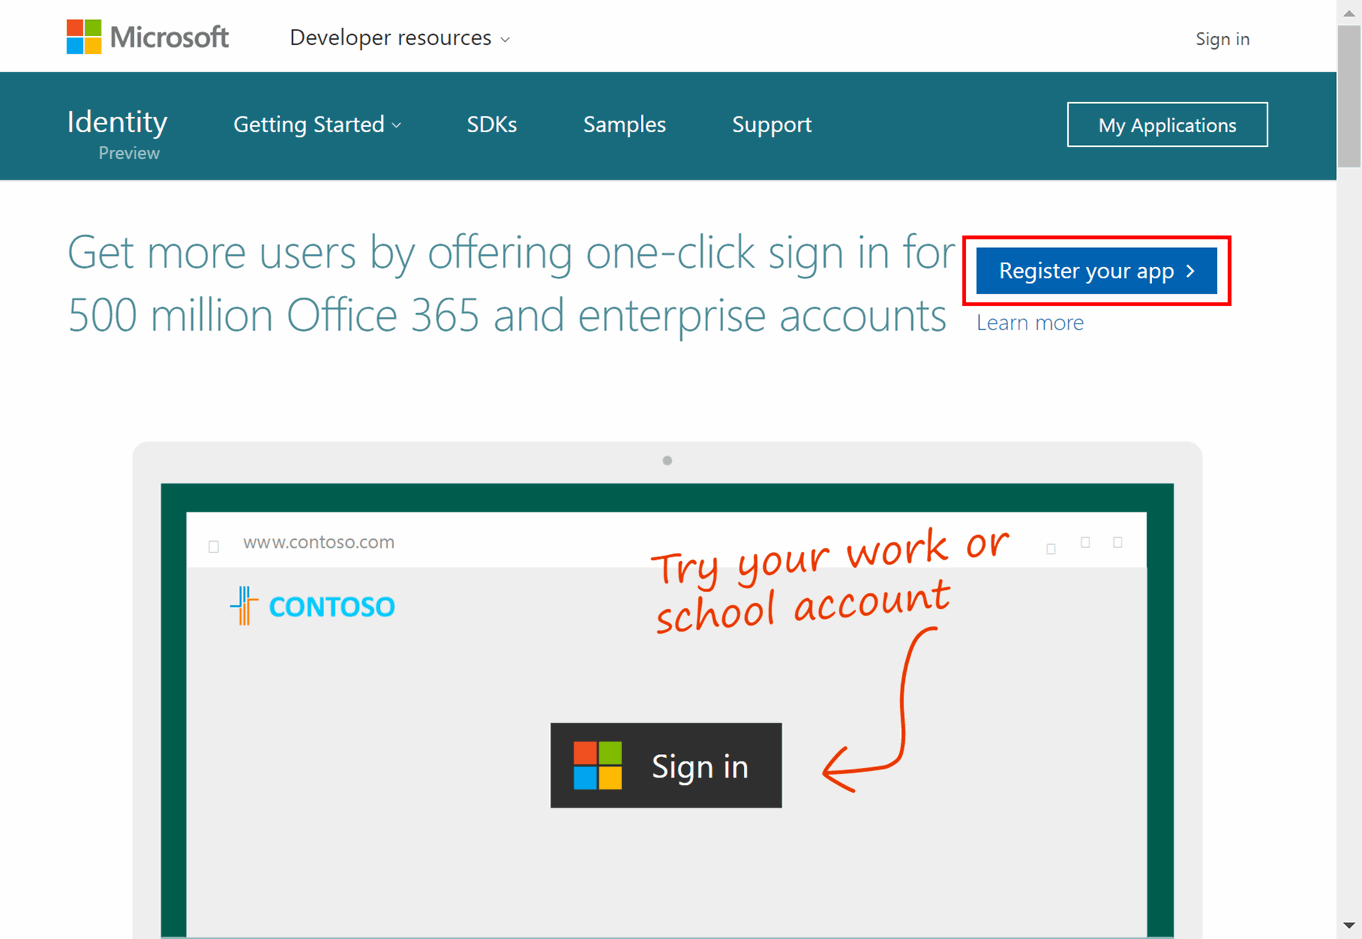 Microsoft
Developer resources
Sign in
Identity
Preview
Getting Started
SDKs
Samples
Support
My Applications
Get more users by offering one-click sign in for
500 million Office 365 and enterprise accounts
Register your app
Learn more
www.contoso.com
Try your work or
school account
CONTOSO
Sign in